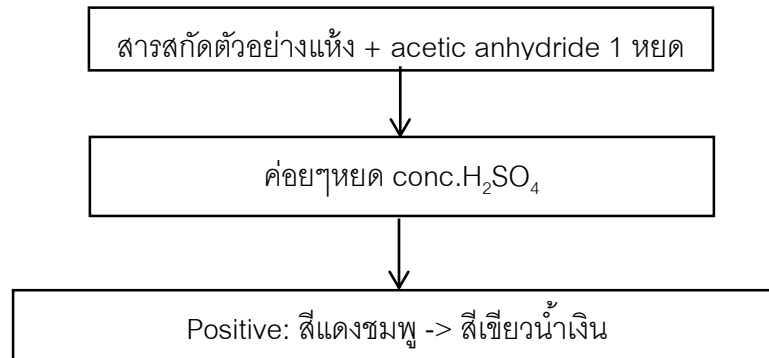 สารสกัดตัวอย่างแห้ง + acetic anhydride 1 หยด
ค่อยๆหยด conc.H₂SO₄
Positive: สีแดงชมพู -> สีเขียวน้ำเงิน